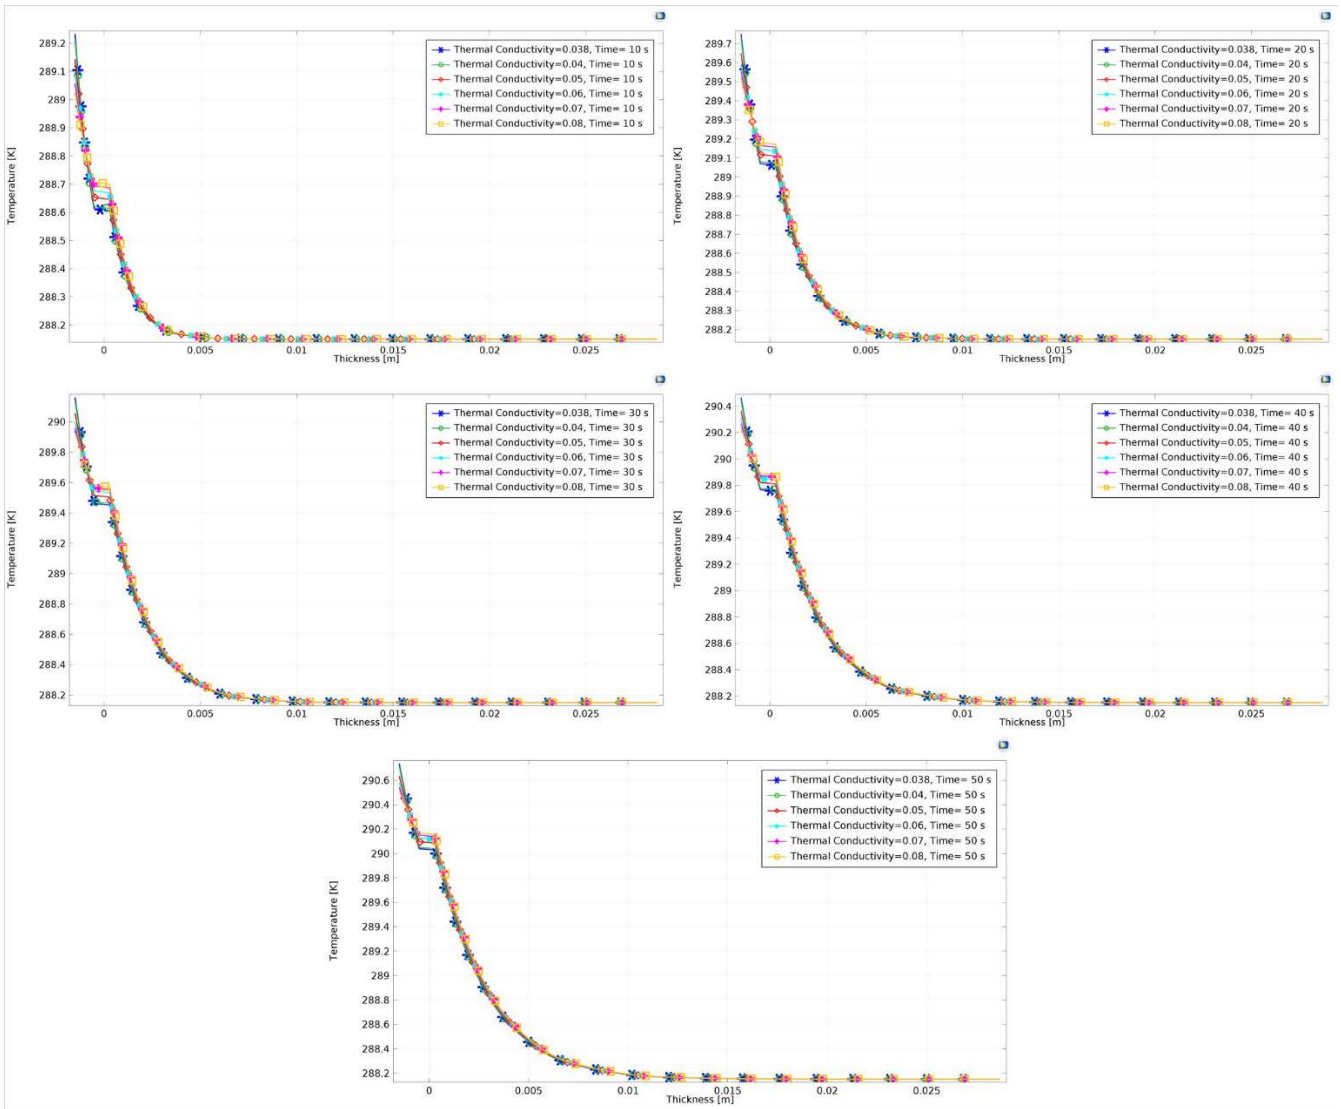 Temperature [K]
289.2
289.1
289
288.9
288.8
288.7
288.6
288.5
288.4
288.3
288.2
Thermal Conductivity=0.038, Time= 10 s
Thermal Conductivity=0.04, Time= 10 s
Thermal Conductivity=0.05, Time= 10 s
Thermal Conductivity=0.06, Time= 10 s
Thermal Conductivity=0.07, Time= 10 s
Thermal Conductivity=0.08, Time= 10 s
0 0.005 0.01 0.015 0.02 0.025
Thickness [m]
Temperature [K]
289.7
289.6
289.5
289.4
289.3
289.2
289.1
289
288.9
288.8
288.7
288.6
288.5
288.4
288.3
288.2
Thermal Conductivity=0.038, Time= 20 s
Thermal Conductivity=0.04, Time= 20 s
Thermal Conductivity=0.05, Time= 20 s
Thermal Conductivity=0.06, Time= 20 s
Thermal Conductivity=0.07, Time= 20 s
Thermal Conductivity=0.08, Time= 20 s
0 0.005 0.01 0.015 0.02 0.025
Thickness [m]
Temperature [K]
290
289.8
289.6
289.4
289.2
289
288.8
288.6
288.4
288.2
Thermal Conductivity=0.038, Time= 30 s
Thermal Conductivity=0.04, Time= 30 s
Thermal Conductivity=0.05, Time= 30 s
Thermal Conductivity=0.06, Time= 30 s
Thermal Conductivity=0.07, Time= 30 s
Thermal Conductivity=0.08, Time= 30 s
0 0.005 0.01 0.015 0.02 0.025
Thickness [m]
Temperature [K]
290.4
290.2
290
289.8
289.6
289.4
289.2
289
288.8
288.6
288.4
288.2
Thermal Conductivity=0.038, Time= 40 s
Thermal Conductivity=0.04, Time= 40 s
Thermal Conductivity=0.05, Time= 40 s
Thermal Conductivity=0.06, Time= 40 s
Thermal Conductivity=0.07, Time= 40 s
Thermal Conductivity=0.08, Time= 40 s
0 0.005 0.01 0.015 0.02 0.025
Thickness [m]
Temperature [K]
290.6
290.4
290.2
290
289.8
289.6
289.4
289.2
289
288.8
288.6
288.4
288.2
Thermal Conductivity=0.038, Time= 50 s
Thermal Conductivity=0.04, Time= 50 s
Thermal Conductivity=0.05, Time= 50 s
Thermal Conductivity=0.06, Time= 50 s
Thermal Conductivity=0.07, Time= 50 s
Thermal Conductivity=0.08, Time= 50 s
0 0.005 0.01 0.015 0.02 0.025
Thickness [m]